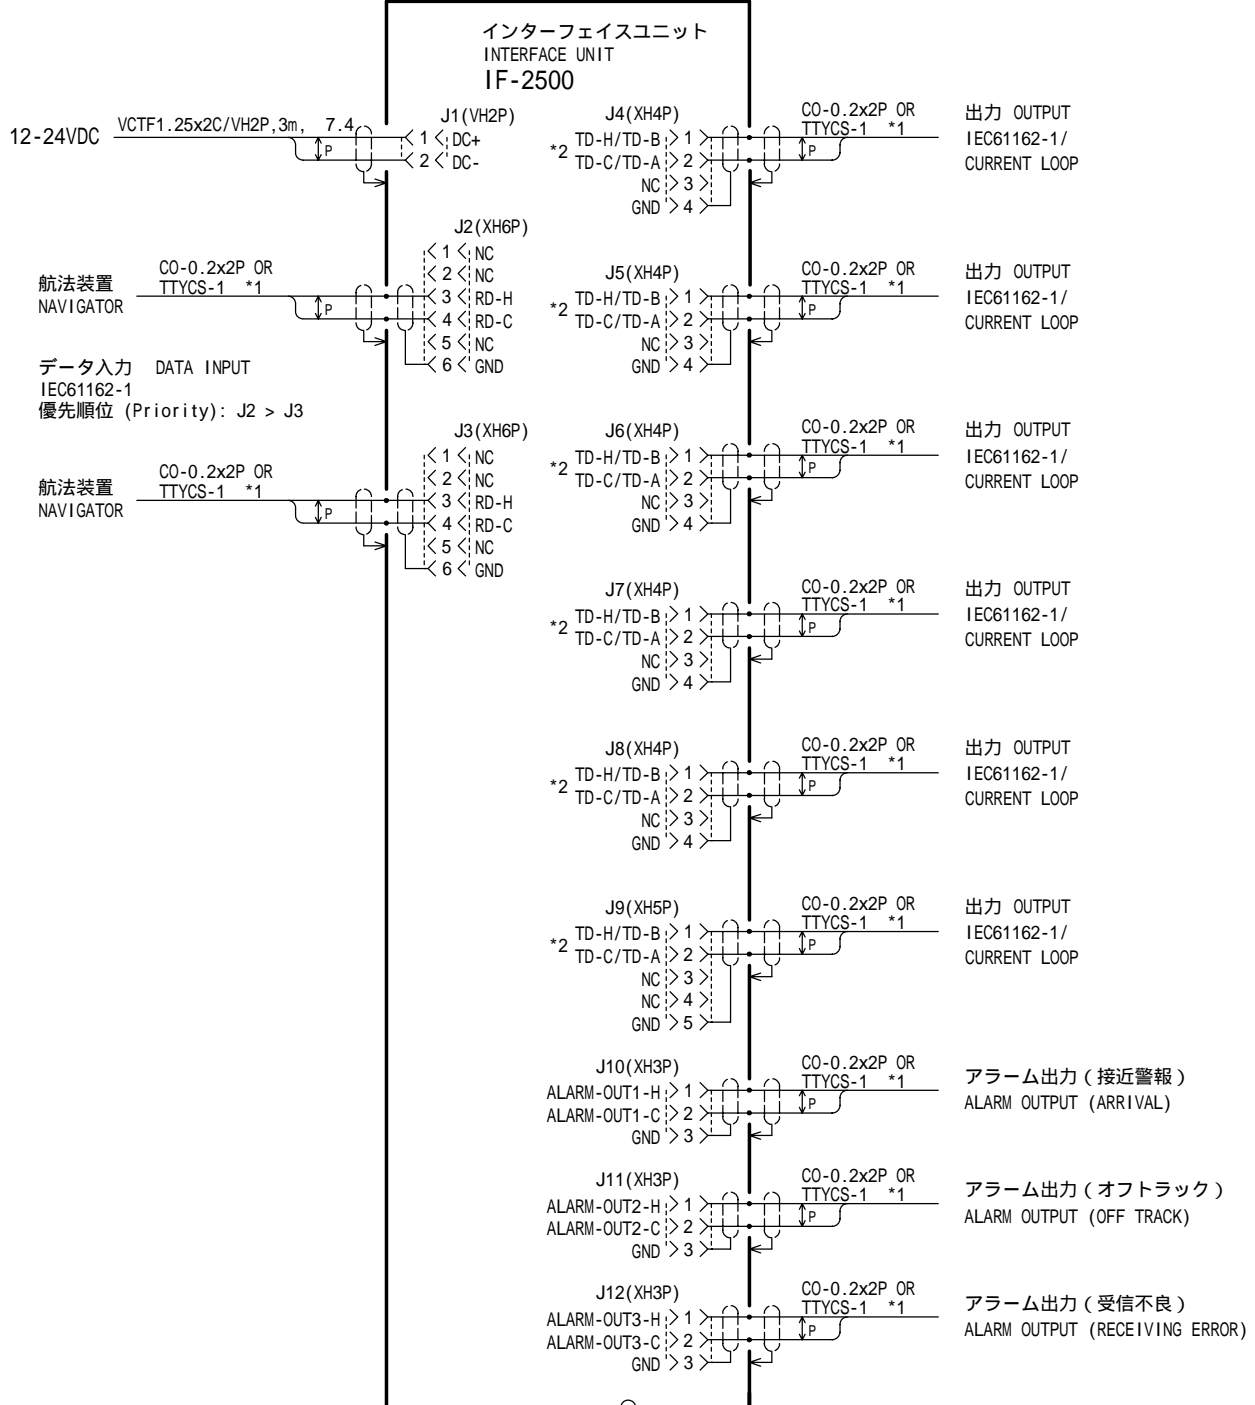 インターフェイスユニット
INTERFACE UNIT
IF-2500
12-24VDC
VCTF1.25x2C/VH2P,3m, 7.4
P
J1(VH2P)
1 DC+
2 DC-
航法装置
NAVIGATOR
CO-0.2x2P OR
TTYCS-1 *1
P
J2(XH6P)
1 NC
2 NC
3 RD-H
4 RD-C
5 NC
6 GND
データ入力 DATA INPUT
IEC61162-1
優先順位 (Priority): J2 > J3
航法装置
NAVIGATOR
CO-0.2x2P OR
TTYCS-1 *1
P
J3(XH6P)
1 NC
2 NC
3 RD-H
4 RD-C
5 NC
6 GND
J4(XH4P)
*2
TD-H/TD-B 1
TD-C/TD-A 2
NC 3
GND 4
CO-0.2x2P OR
TTYCS-1 *1
P
出力 OUTPUT
IEC61162-1/
CURRENT LOOP
J5(XH4P)
*2
TD-H/TD-B 1
TD-C/TD-A 2
NC 3
GND 4
CO-0.2x2P OR
TTYCS-1 *1
P
出力 OUTPUT
IEC61162-1/
CURRENT LOOP
J6(XH4P)
*2
TD-H/TD-B 1
TD-C/TD-A 2
NC 3
GND 4
CO-0.2x2P OR
TTYCS-1 *1
P
出力 OUTPUT
IEC61162-1/
CURRENT LOOP
J7(XH4P)
*2
TD-H/TD-B 1
TD-C/TD-A 2
NC 3
GND 4
CO-0.2x2P OR
TTYCS-1 *1
P
出力 OUTPUT
IEC61162-1/
CURRENT LOOP
J8(XH4P)
*2
TD-H/TD-B 1
TD-C/TD-A 2
NC 3
GND 4
CO-0.2x2P OR
TTYCS-1 *1
P
出力 OUTPUT
IEC61162-1/
CURRENT LOOP
J9(XH5P)
*2
TD-H/TD-B 1
TD-C/TD-A 2
NC 3
NC 4
GND 5
CO-0.2x2P OR
TTYCS-1 *1
P
出力 OUTPUT
IEC61162-1/
CURRENT LOOP
J10(XH3P)
ALARM-OUT1-H 1
ALARM-OUT1-C 2
GND 3
CO-0.2x2P OR
TTYCS-1 *1
P
アラーム出力(接近警報)
ALARM OUTPUT (ARRIVAL)
J11(XH3P)
ALARM-OUT2-H 1
ALARM-OUT2-C 2
GND 3
CO-0.2x2P OR
TTYCS-1 *1
P
アラーム出力(オフトラック)
ALARM OUTPUT (OFF TRACK)
J12(XH3P)
ALARM-OUT3-H 1
ALARM-OUT3-C 2
GND 3
CO-0.2x2P OR
TTYCS-1 *1
P
アラーム出力(受信不良)
ALARM OUTPUT (RECEIVING ERROR)